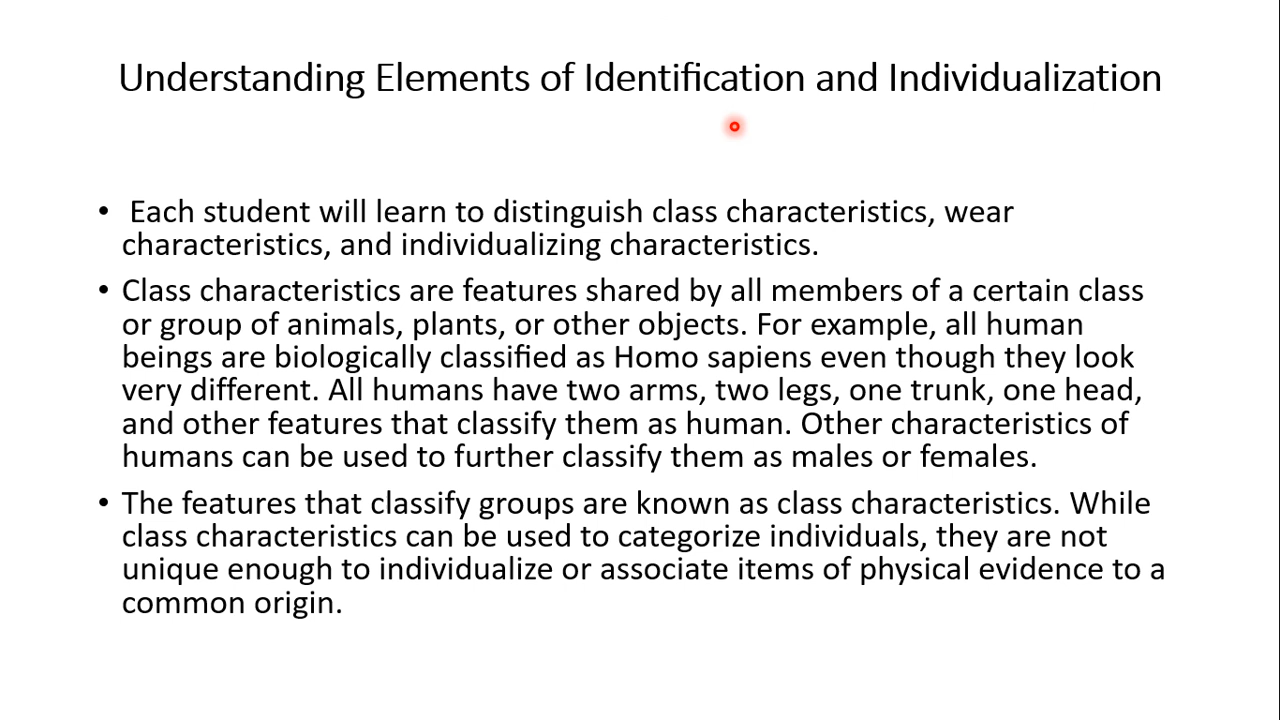 Understanding Elements of Identification and Individualization
• Each student will learn to distinguish class characteristics, wear
characteristics, and individualizing characteristics.
• Class characteristics are features shared by all members of a certain class
or group of animals, plants, or other objects. For example, all human
beings are biologically classified as Homo sapiens even though they look
very different. All humans have two arms, two legs, one trunk, one head,
and other features that classify them as human. Other characteristics of
humans can be used to further classify them as males or females.
• The features that classify groups are known as class characteristics. While
class characteristics can be used to categorize individuals, they are not
unique enough to individualize or associate items of physical evidence to a
common origin.